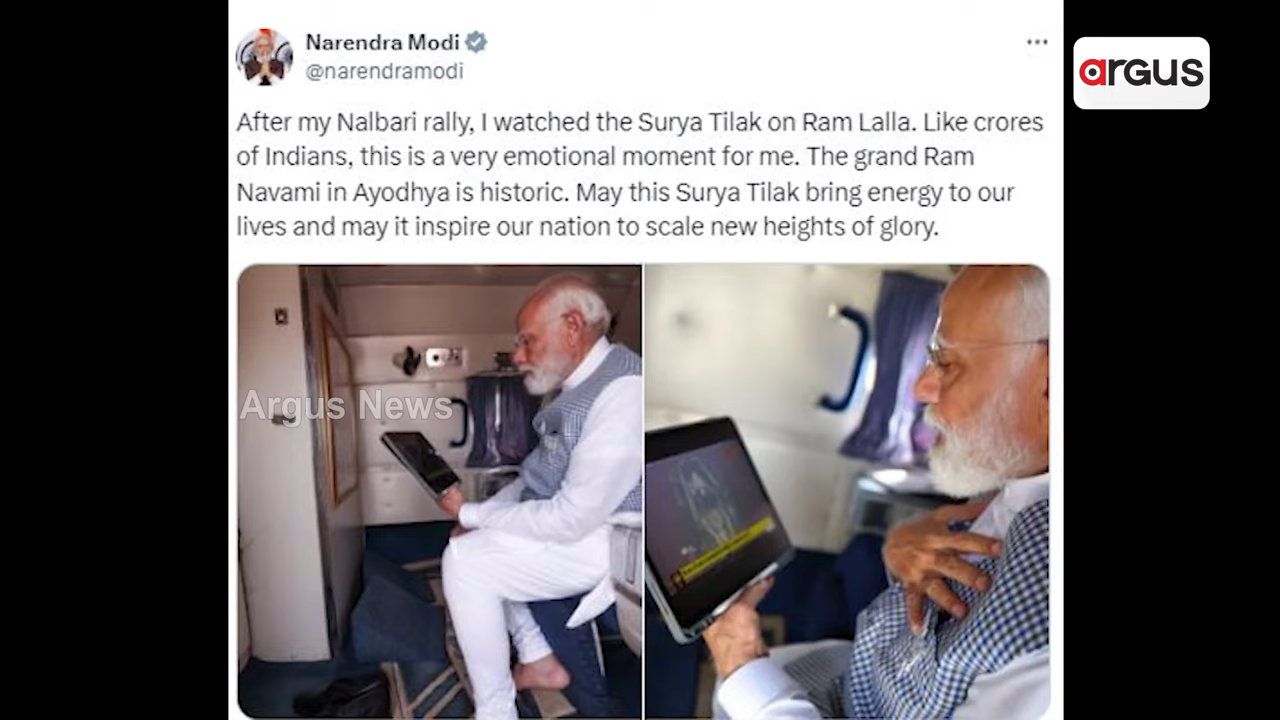 Narendra Modi
@narendramodi
argus
After my Nalbari rally, I watched the Surya Tilak on Ram Lalla. Like crores
of Indians, this is a very emotional moment for me. The grand Ram
Navami in Ayodhya is historic. May this Surya Tilak bring energy to our
lives and may it inspire our nation to scale new heights of glory.
Argus News